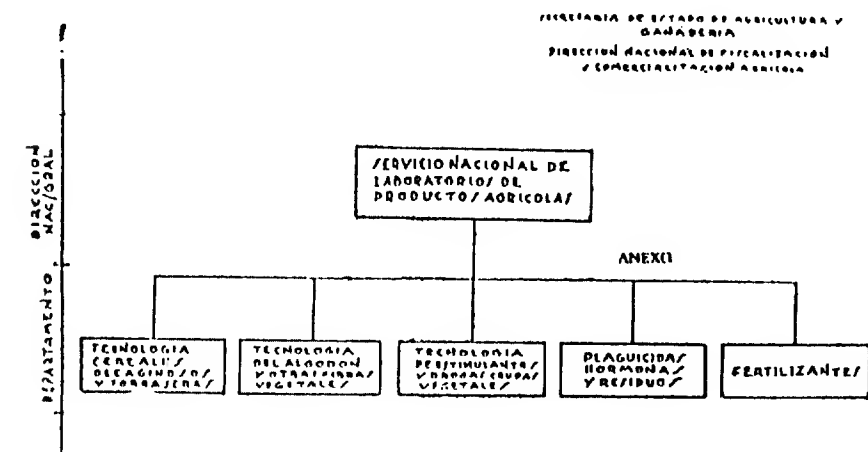 SECRETARIA DE ESTADO DE AGRICULTURA Y
GANADERIA
DIRECCION NACIONAL DE FISCALIZACION
Y COMERCIALIZACION AGRICOLA
DIRECCION
NAC/GRAL
SERVICIO NACIONAL DE
LABORATORIOS DE
PRODUCTOS AGRICOLAS
ANEXO
DEPARTAMENTO
TECNOLOGIA
CEREALES
OLEAGINOSOS
Y FORRAJERAS
TECNOLOGIA
DEL ALGODON
Y OTRAS FIBRAS
VEGETALES
TECNOLOGIA
DE ESTIMULANTES
Y DROGAS CRUDAS
VEGETALES
PLAGUICIDAS
HORMONAS
Y RESIDUOS
FERTILIZANTES